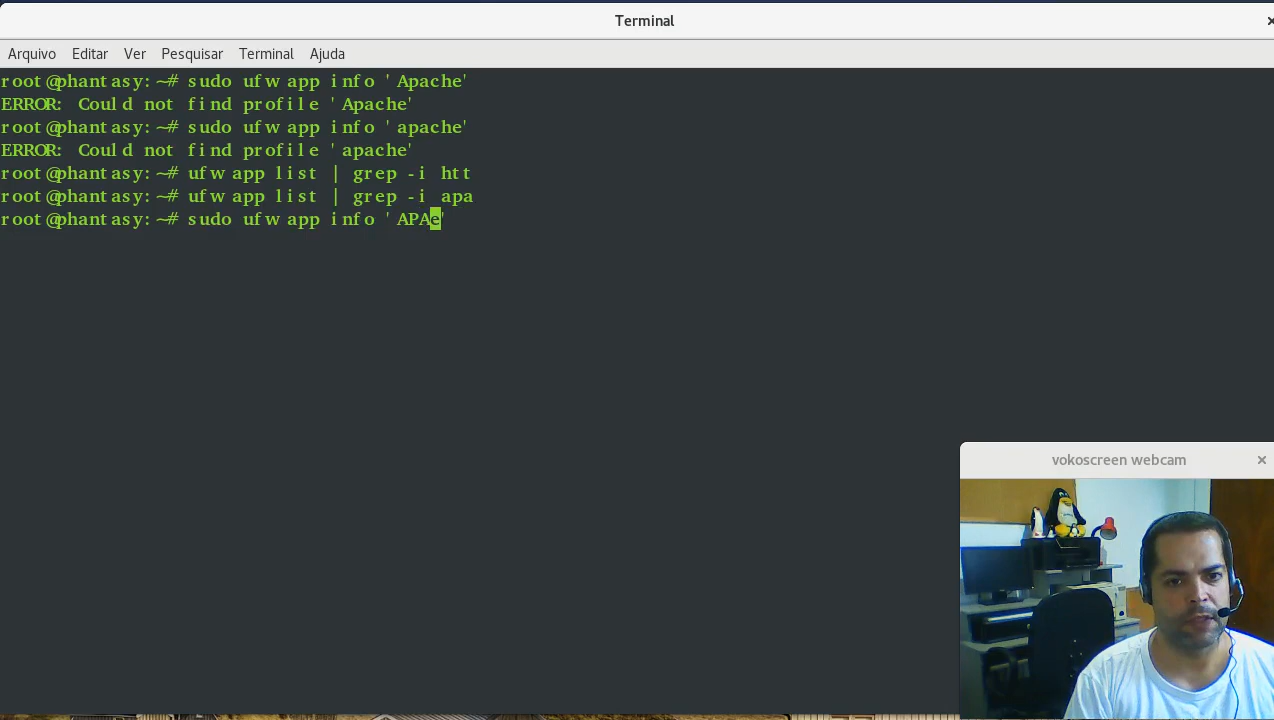 Terminal
Arquivo Editar Ver Pesquisar Terminal Ajuda
root@phantasy:~# sudo ufw app info 'Apache'
ERROR: Could not find profile 'Apache'
root@phantasy:~# sudo ufw app info 'apache'
ERROR: Could not find profile 'apache'
root@phantasy:~# ufw app list | grep -i htt
root@phantasy:~# ufw app list | grep -i apa
root@phantasy:~# sudo ufw app info 'APAe'
vokoscreen webcam